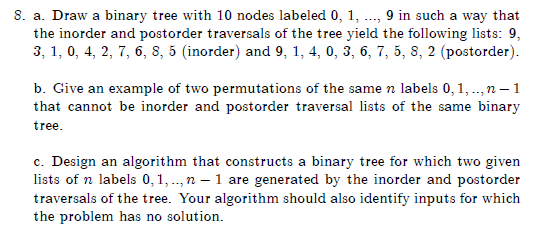 8. a. Draw a binary tree with 10 nodes labeled 0, 1, ..., 9 in such a way that
the inorder and postorder traversals of the tree yield the following lists: 9,
3, 1, 0, 4, 2, 7, 6, 8, 5 (inorder) and 9, 1, 4, 0, 3, 6, 7, 5, 8, 2 (postorder).
b. Give an example of two permutations of the same n labels 0, 1, .., n − 1
that cannot be inorder and postorder traversal lists of the same binary
tree.
c. Design an algorithm that constructs a binary tree for which two given
lists of n labels 0, 1, .., n − 1 are generated by the inorder and postorder
traversals of the tree. Your algorithm should also identify inputs for which
the problem has no solution.